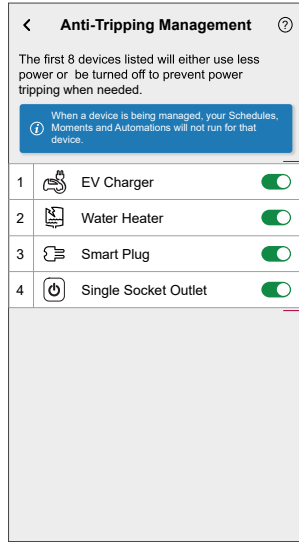 Anti-Tripping Management ?
The first 8 devices listed will either use less
power or be turned off to prevent power
tripping when needed.
When a device is being managed, your Schedules,
Moments and Automations will not run for that
device.
1 EV Charger
2 Water Heater
3 Smart Plug
4 Single Socket Outlet